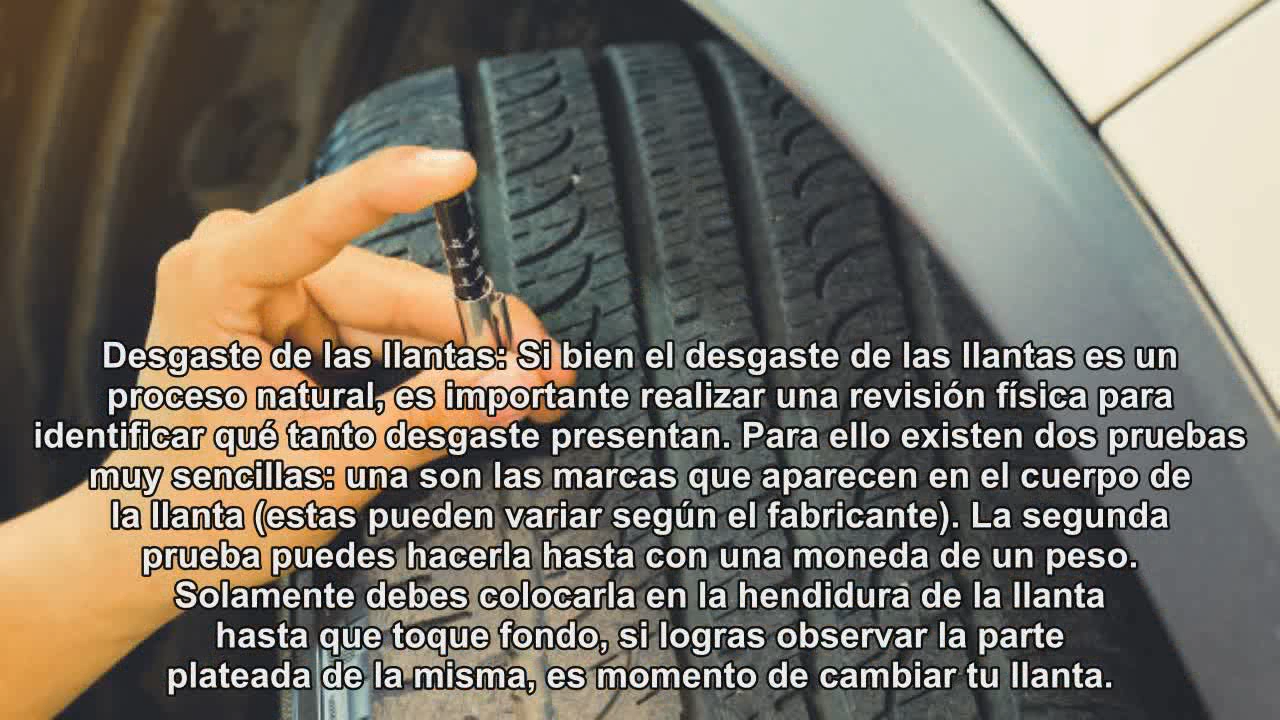 Desgaste de las llantas: Si bien el desgaste de las llantas es un
proceso natural, es importante realizar una revisión física para
identificar qué tanto desgaste presentan. Para ello existen dos pruebas
muy sencillas: una son las marcas que aparecen en el cuerpo de
la llanta (estas pueden variar según el fabricante). La segunda
prueba puedes hacerla hasta con una moneda de un peso.
Solamente debes colocarla en la hendidura de la llanta
hasta que toque fondo, si logras observar la parte
plateada de la misma, es momento de cambiar tu llanta.